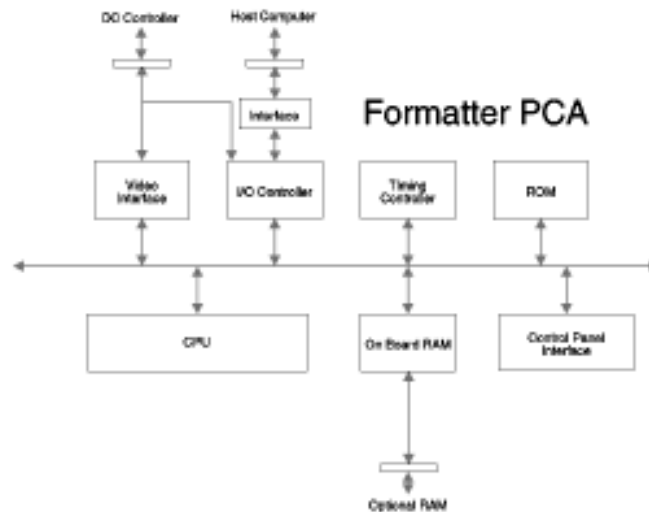 DC Controller
Host Computer
Interface
Formatter PCA
Video
Interface
I/O Controller
Timing
Controller
ROM
CPU
On Board RAM
Control Panel
Interface
Optional RAM